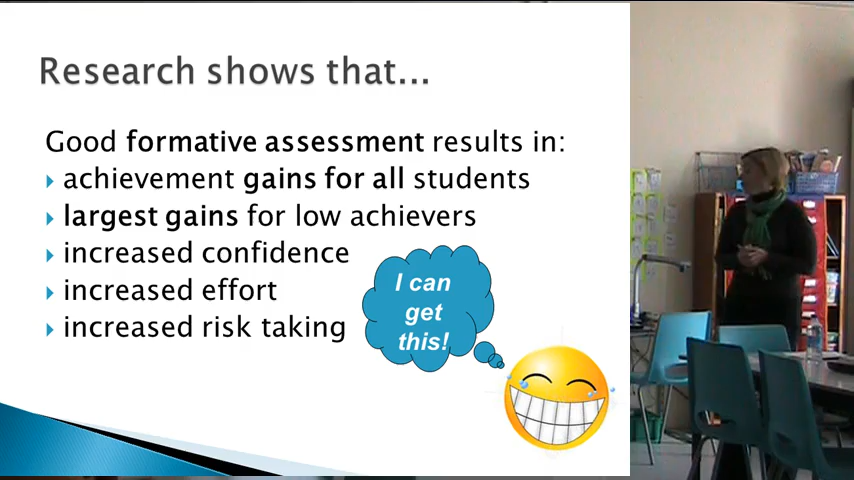 Research shows that...
Good formative assessment results in:
achievement gains for all students
largest gains for low achievers
increased confidence
increased effort
increased risk taking
I can
get
this!